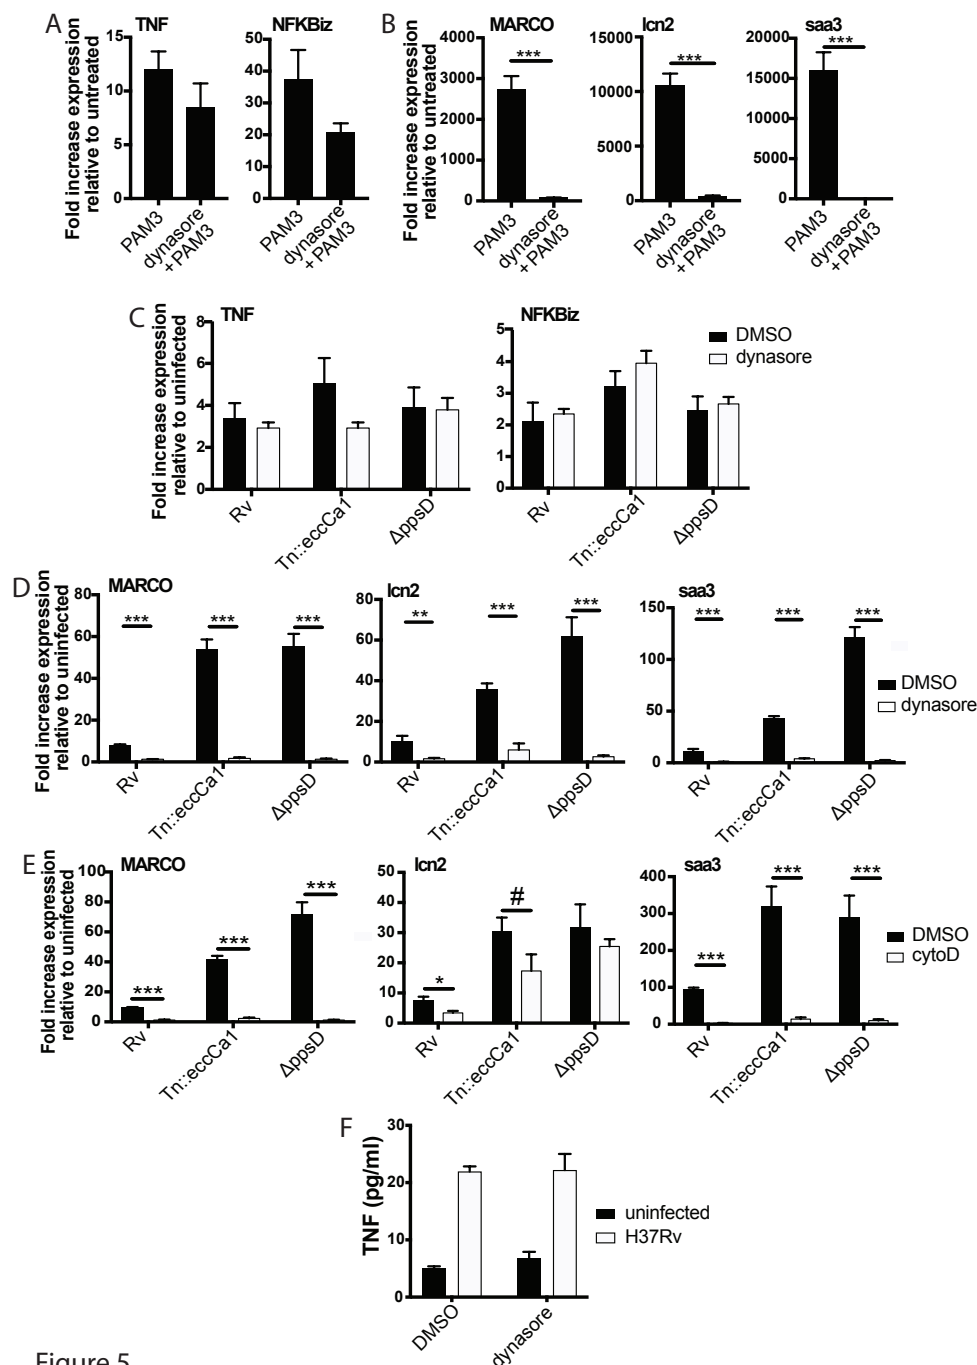 A
TNF
NFKBiz
Fold increase expression
relative to untreated
15
10
5
0
PAM3
dynasore
+PAM3
50
40
30
20
10
0
PAM3
dynasore
+PAM3
B
MARCO
lcn2
saa3
Fold increase expression
relative to untreated
4000
3000
2000
1000
0
***
PAM3
dynasore
+PAM3
15000
10000
5000
0
***
PAM3
dynasore
+PAM3
20000
15000
10000
5000
0
***
PAM3
dynasore
+PAM3
C
TNF
NFKBiz
Fold increase expression
relative to uninfected
8
6
4
2
0
Rv
Tn::eccCa1
ΔppsD
5
4
3
2
1
0
Rv
Tn::eccCa1
ΔppsD
DMSO
dynasore
D
MARCO
lcn2
saa3
Fold increase expression
relative to uninfected
80
60
40
20
0
*** *** ***
Rv
Tn::eccCa1
ΔppsD
80
60
40
20
0
** *** ***
Rv
Tn::eccCa1
ΔppsD
150
100
50
0
*** *** ***
Rv
Tn::eccCa1
ΔppsD
DMSO
dynasore
E
MARCO
lcn2
saa3
Fold increase expression
relative to uninfected
100
80
60
40
20
0
*** *** ***
Rv
Tn::eccCa1
ΔppsD
50
40
30
20
10
0
* #
Rv
Tn::eccCa1
ΔppsD
400
300
200
100
0
*** *** ***
Rv
Tn::eccCa1
ΔppsD
DMSO
cytoD
F
TNF (pg/ml)
30
20
10
0
DMSO
dynasore
uninfected
H37Rv
Figure 5